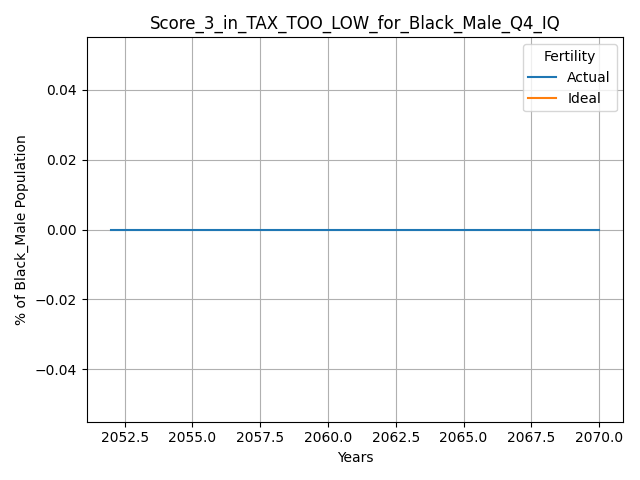 Score_3_in_TAX_TOO_LOW_for_Black_Male_Q4_IQ
Fertility
Actual
Ideal
% of Black_Male Population
0.04
0.02
0.00
−0.02
−0.04
2052.5 2055.0 2057.5 2060.0 2062.5 2065.0 2067.5 2070.0
Years